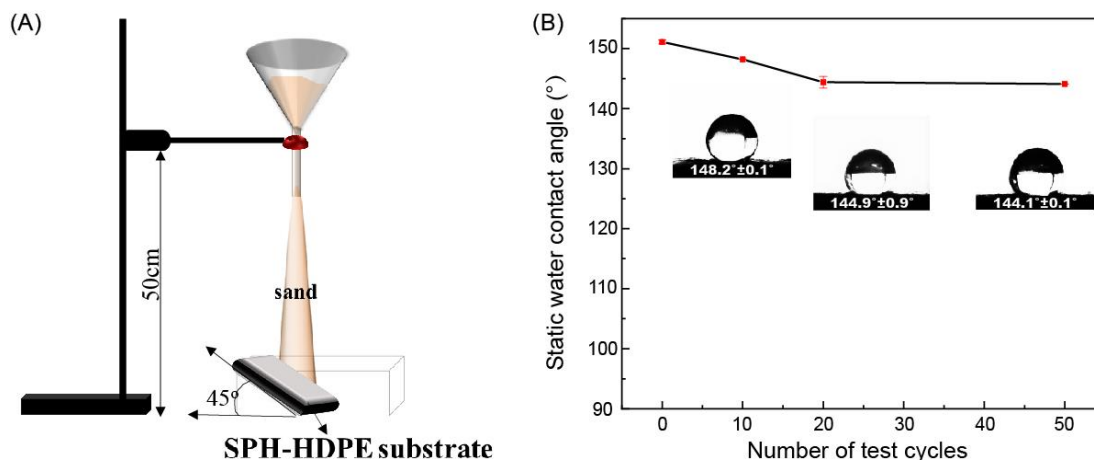 (A)
50cm
sand
45°
SPH-HDPE substrate
(B)
Static water contact angle (°)
150
140
130
120
110
100
90
148.2°±0.1°
144.9°±0.9°
144.1°±0.1°
0 10 20 30 40 50
Number of test cycles